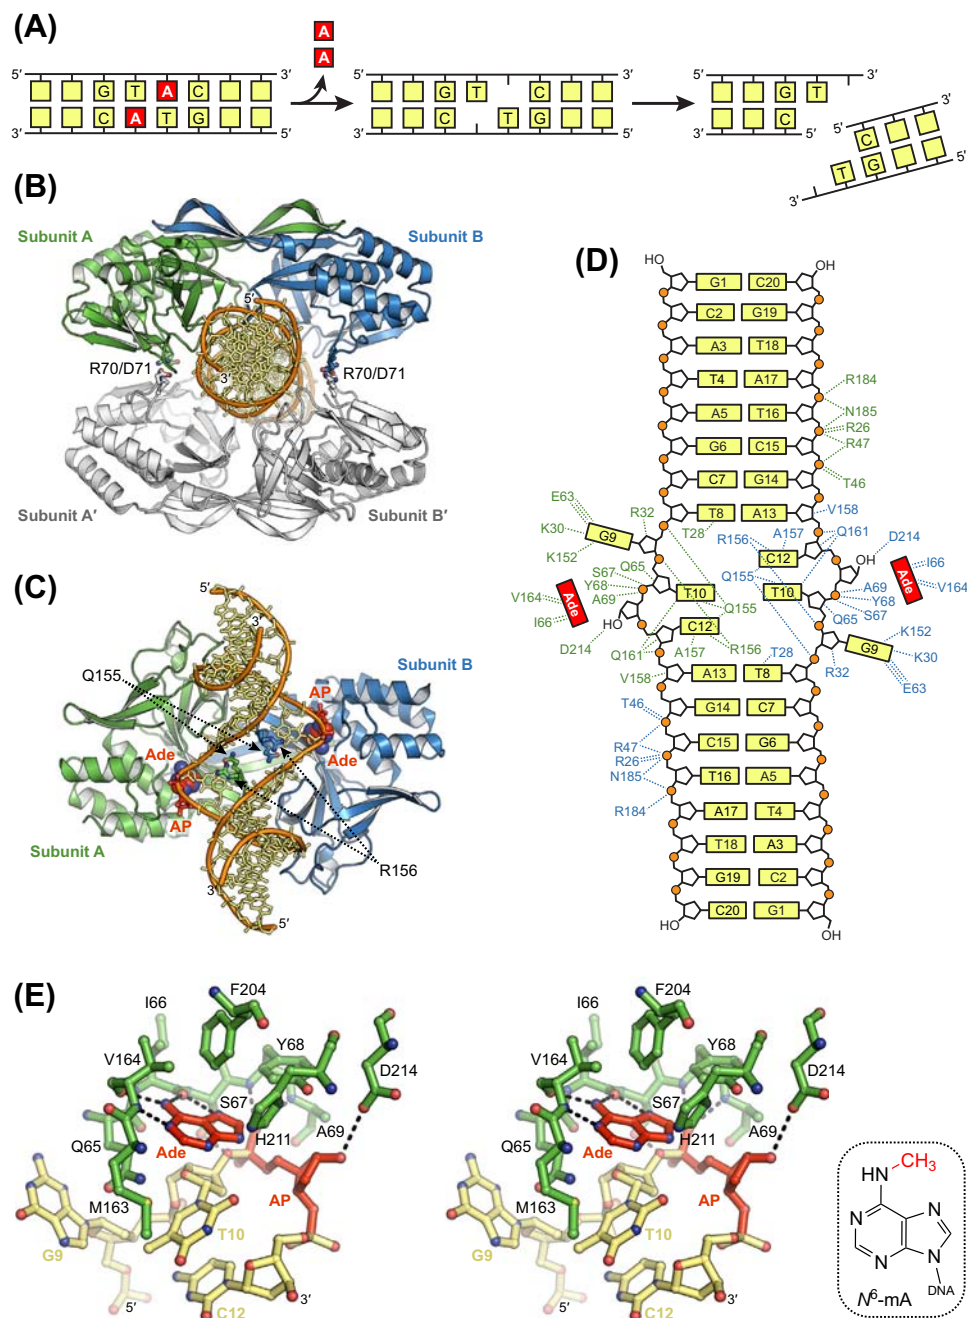 (A)
A
A
5′ 3′ 5′ 3′
G T A C G T C G T
C A T G C T G C
3′ 5′ 3′ 5′ 3′ 5′
5′ C 3′
T G
3′ 5′
(B)
Subunit A Subunit B
5′
R70/D71 3′ R70/D71
Subunit A′ Subunit B′
(C)
5′
3′
Q155 Subunit B
AP
Ade Ade
AP
Subunit A
R156
3′
5′
(D)
HO G1 C20 OH
C2 G19
A3 T18
T4 A17 R184
A5 T16 N185
R26
G6 C15 R47
C7 G14 T46
E63 R32 T8 A13 V158
K30 G9 T28 R156 A157 Q161 D214
K152 Q65 C12 OH I66
S67 Q155 A69 Ade V164
Ade Y68 T10 T10 Y68
V164 A69 Q155 Q65 S67
I66 HO C12 K152
D214 Q161 A157 R156 T28 R32 G9 K30
V158 A13 T8 E63
T46 G14 C7
R47 C15 G6
R26
N185 T16 A5
R184 A17 T4
T18 A3
G19 C2
HO C20 G1 OH
(E)
F204 F204
I66 I66
V164 Y68 V164 Y68
D214 D214
S67 S67
Q65 H211 A69 Q65 H211 A69
Ade Ade
AP AP
M163 M163
G9 T10 G9 T10
5′ C12 3′ 5′ C12 3′
HN CH3
N N
N N
DNA
N6-mA